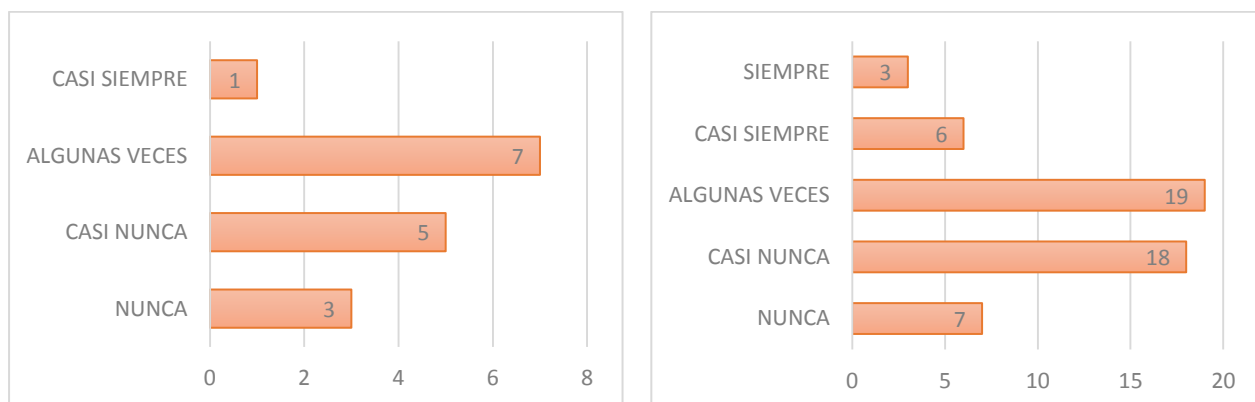 CASI SIEMPRE 1
ALGUNAS VECES 7
CASI NUNCA 5
NUNCA 3
0 2 4 6 8
SIEMPRE 3
CASI SIEMPRE 6
ALGUNAS VECES 19
CASI NUNCA 18
NUNCA 7
0 5 10 15 20